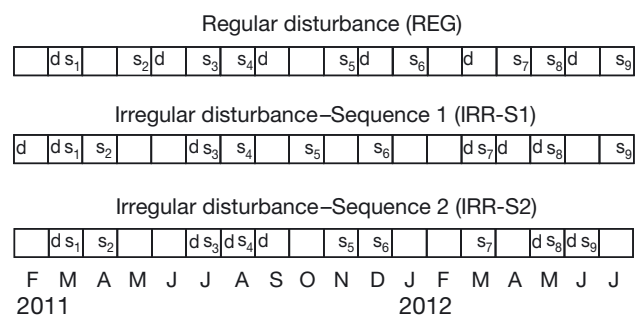 Regular disturbance (REG)
d s1 s2 d s3 s4 d s5 d s6 d s7 s8 d s9
Irregular disturbance–Sequence 1 (IRR-S1)
d d s1 s2 d s3 s4 s5 s6 d s7 d d s8 s9
Irregular disturbance–Sequence 2 (IRR-S2)
d s1 s2 d s3 d s4 d s5 s6 s7 d s8 d s9
F M A M J J A S O N D J F M A M J J
2011 2012